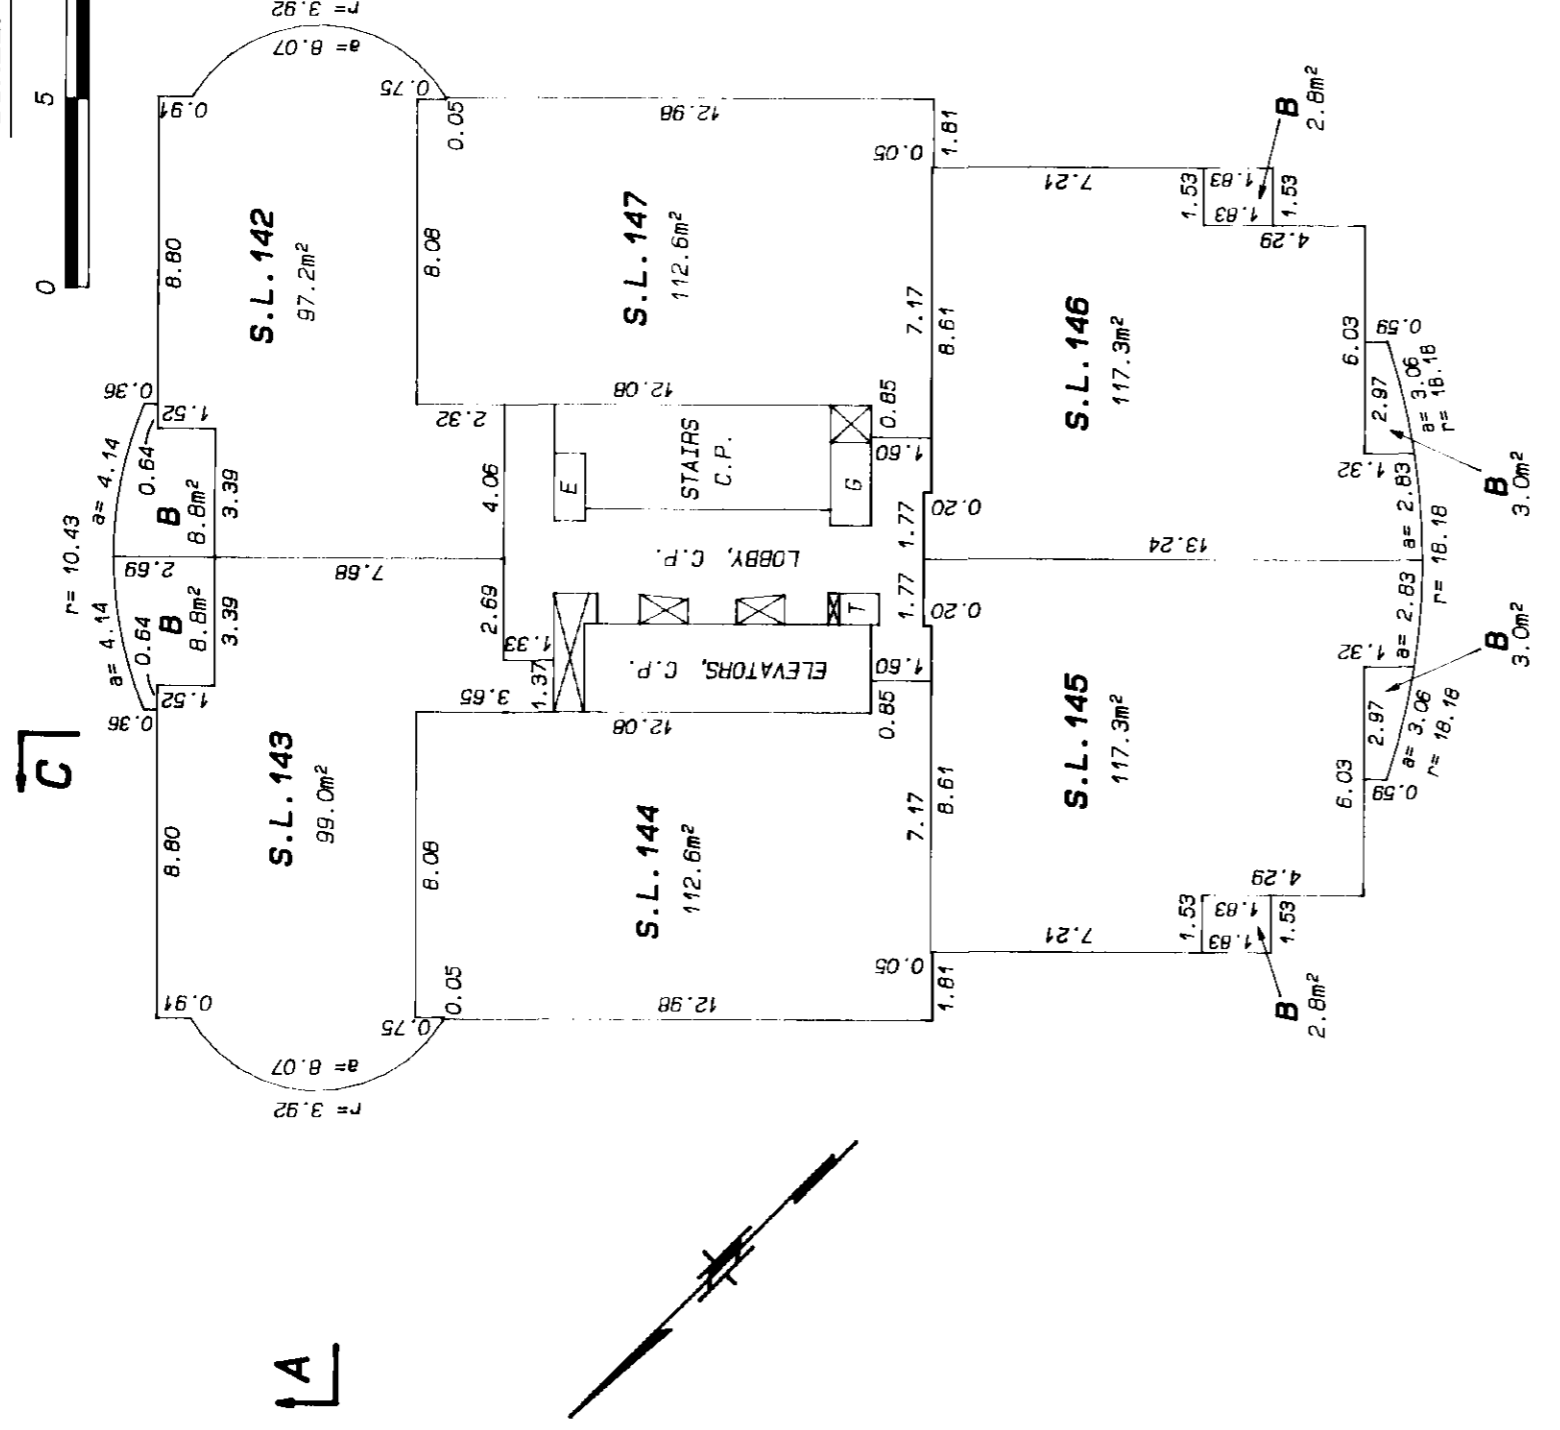 0
5
r= 3.92
a= 8.07
0.91
0.75
0.05
8.80
S.L.142
97.2m²
8.08
0.36
1.52
0.64
a= 4.14
r= 10.43
B
8.8m²
3.39
2.69
7.68
a= 4.14
0.64
B
8.8m²
3.39
1.52
0.36
C
8.80
S.L.143
99.0m²
8.08
0.91
0.75
0.05
a= 8.07
r= 3.92
2.32
4.06
2.69
1.33
1.37
3.65
12.98
S.L.147
112.6m²
12.08
0.05
1.81
7.17
8.61
0.85
1.60
E
STAIRS
C.P.
G
LOBBY, C.P.
T
ELEVATORS, C.P.
0.20
1.77
1.77
0.20
1.60
0.85
12.08
S.L.144
112.6m²
12.98
7.17
8.61
0.05
1.81
7.21
1.53
1.83
1.83
1.53
B
2.8m²
4.29
S.L.146
117.3m²
6.03
0.59
2.97
a= 3.06
r= 18.18
1.32
B
3.0m²
a= 2.83
r= 18.18
13.24
a= 2.83
1.32
B
3.0m²
2.97
a= 3.06
r= 18.18
0.59
6.03
S.L.145
117.3m²
4.29
7.21
1.53
1.83
1.83
1.53
B
2.8m²
A